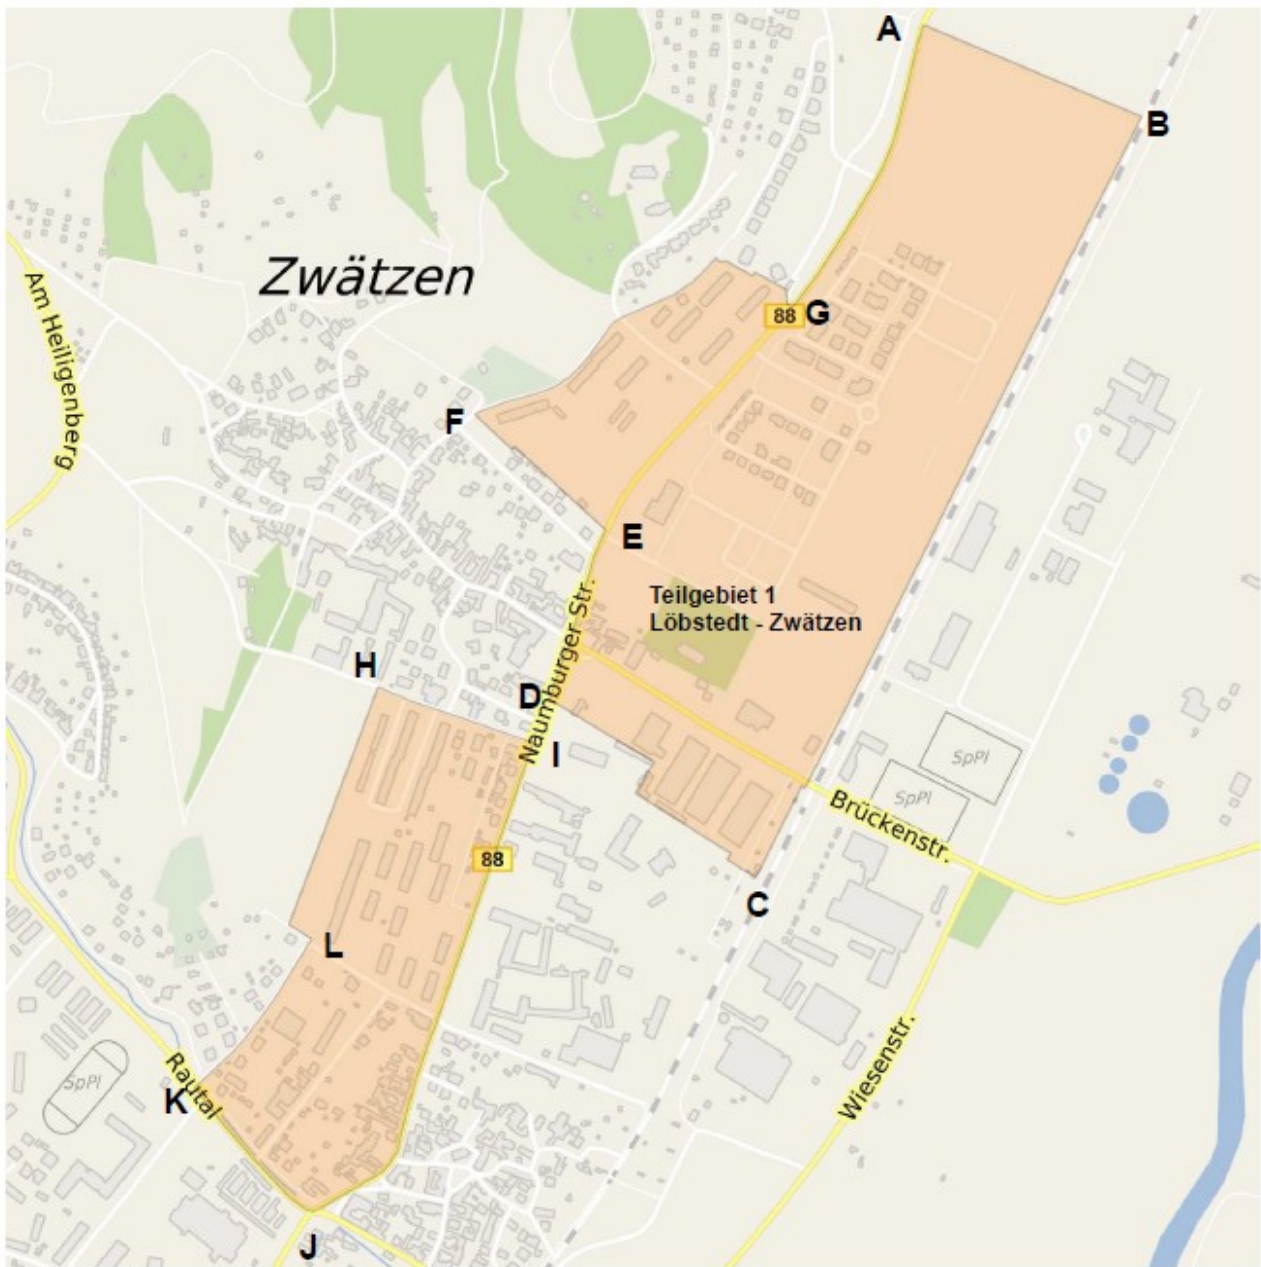 A
B
Zwätzen
Am Heiligenberg
88
G
F
E
Teilgebiet 1
Löbstedt - Zwätzen
H
D
Naumburger Str.
I
SpPl
SpPl
Brückenstr.
88
C
L
Rautal
SpPl
K
Wiesenstr.
J